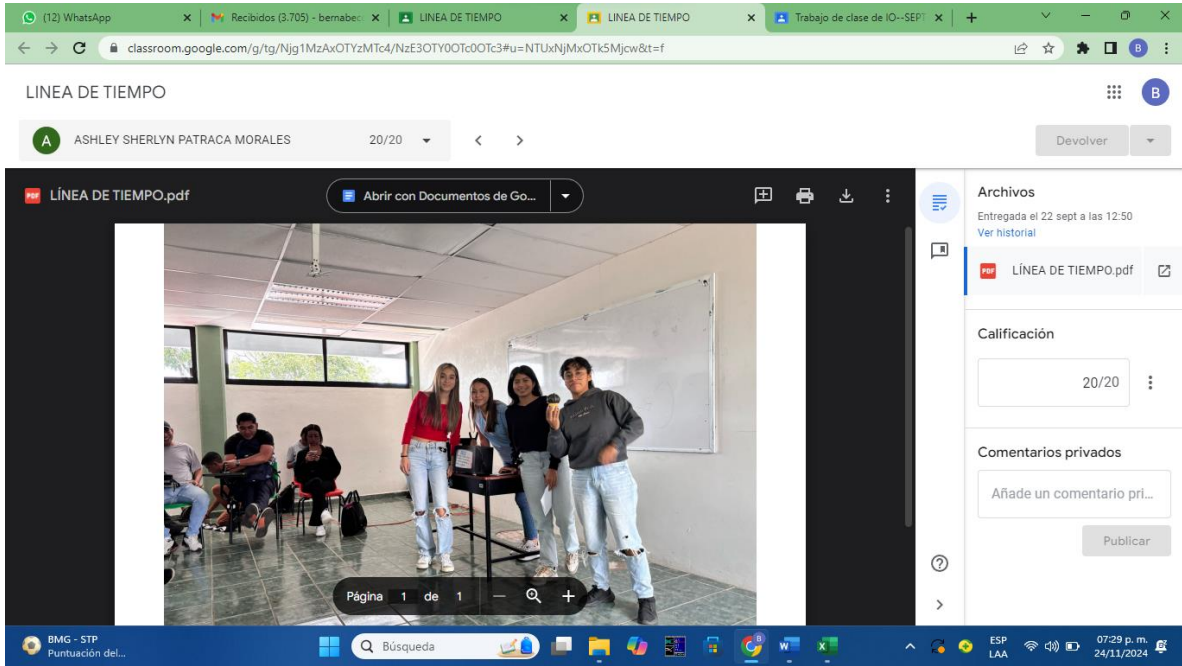 (12) WhatsApp
Recibidos (3.705) - bernabec
LINEA DE TIEMPO
LINEA DE TIEMPO
Trabajo de clase de IO--SEPT
classroom.google.com/g/tg/Njg1MzAxOTYzMTc4/NzE3OTY0OTc0OTc3#u=NTUxNjMxOTk5Mjcw&t=f
B
LINEA DE TIEMPO
B
A
ASHLEY SHERLYN PATRACA MORALES
20/20
Devolver
PDF
LÍNEA DE TIEMPO.pdf
Abrir con Documentos de Go...
Archivos
Entregada el 22 sept a las 12:50
Ver historial
PDF
LÍNEA DE TIEMPO.pdf
Calificación
20/20
Comentarios privados
Añade un comentario pri...
Publicar
Página 1 de 1
BMG - STP
Puntuación del...
Búsqueda
ESP
LAA
07:29 p. m.
24/11/2024